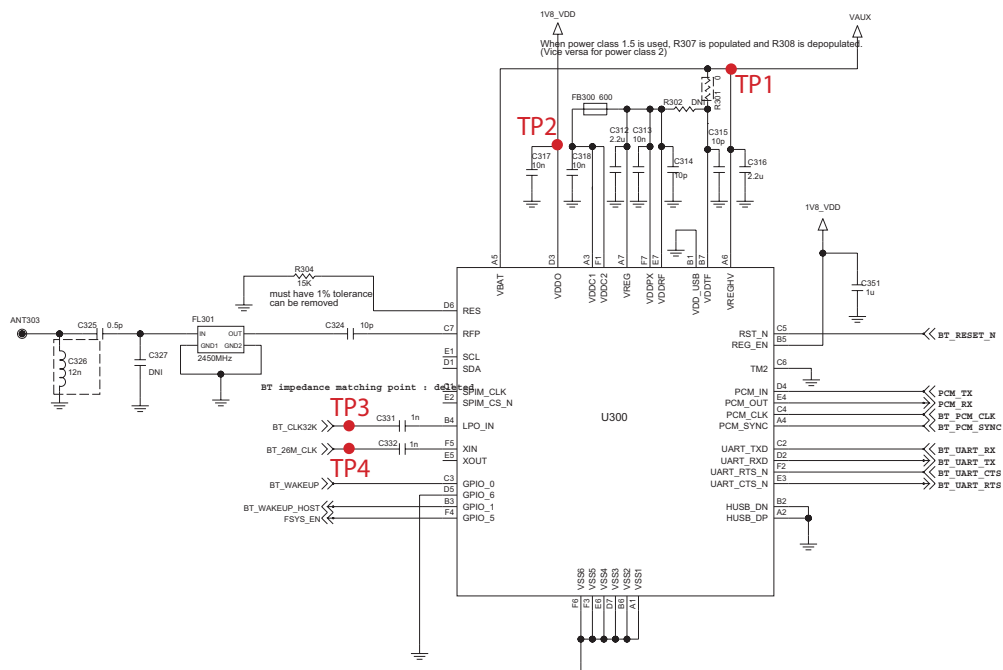 1V8_VDD
VAUX
When power class 1.5 is used, R307 is populated and R308 is depopulated.
(Vice versa for power class 2)
TP1
R301 0
FB300 600
R302 DNI
TP2
C312
2.2u
C313
10n
C315
10p
C317
10n
C318
10n
C314
10p
C316
2.2u
1V8_VDD
C351
1u
A5 D3 A3 F1 A7 F7 E7 B1 B7 A6
VBAT VDDO VDDC1 VDDC2 VREG VDDPX VDDRF VDD_USB VDDTF VREGHV
R304
15K
must have 1% tolerance
can be removed
D6 RES
ANT303
C325 0.5p
FL301
IN OUT
GND1 GND2
2450MHz
C324 10p
C7 RFP
C326
12n
C327
DNI
E1 SCL
D1 SDA
BT impedance matching point : deleted
C1 SPIM_CLK
E2 SPIM_CS_N
TP3
BT_CLK32K
C331 1n
B4 LPO_IN
BT_26M_CLK
TP4
C332 1n
F5 XIN
E5 XOUT
BT_WAKEUP
C3 GPIO_0
D5 GPIO_6
BT_WAKEUP_HOST
B3 GPIO_1
FSYS_EN
F4 GPIO_5
U300
RST_N C5 BT_RESET_N
REG_EN B5
TM2 C6
PCM_IN D4 PCM_TX
PCM_OUT E4 PCM_RX
PCM_CLK C4 BT_PCM_CLK
PCM_SYNC A4 BT_PCM_SYNC
UART_TXD C2 BT_UART_RX
UART_RXD D2 BT_UART_TX
UART_RTS_N F2 BT_UART_CTS
UART_CTS_N E3 BT_UART_RTS
HUSB_DN B2
HUSB_DP A2
VSS6 VSS5 VSS4 VSS3 VSS2 VSS1
F6 F3 E6 D7 B6 A1